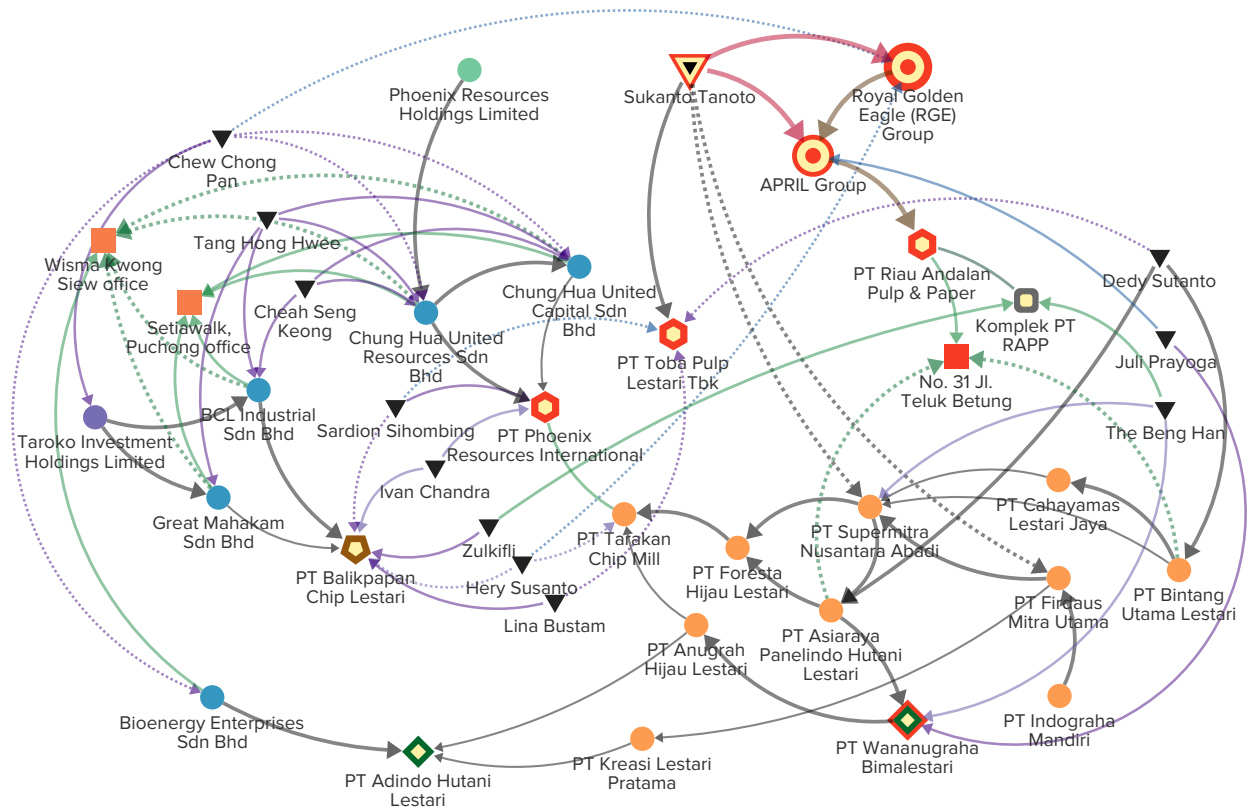 Sukanto Tanoto
Royal Golden
Eagle (RGE)
Group
Phoenix Resources
Holdings Limited
Chew Chong
Pan
APRIL Group
Tang Hong Hwee
Wisma Kwong
Siew office
PT Riau Andalan
Pulp & Paper
Dedy Sutanto
Chung Hua United
Capital Sdn
Bhd
Cheah Seng
Keong
Setiawalk,
Puchong office
Chung Hua United
Resources Sdn
Bhd
PT Toba Pulp
Lestari Tbk
Komplek PT
RAPP
Juli Prayoga
No. 31 Jl.
Teluk Betung
BCL Industrial
Sdn Bhd
Taroko Investment
Holdings Limited
Sardion Sihombing
PT Phoenix
Resources International
The Beng Han
Ivan Chandra
Great Mahakam
Sdn Bhd
PT Cahayamas
Lestari Jaya
PT Supermitra
Nusantara Abadi
PT Tarakan
Chip Mill
Zulkifli
PT Balikpapan
Chip Lestari
Hery Susanto
PT Foresta
Hijau Lestari
PT Firdaus
Mitra Utama
PT Bintang
Utama Lestari
Lina Bustam
PT Anugrah
Hijau Lestari
PT Asiaraya
Panelindo Hutani
Lestari
Bioenergy Enterprises
Sdn Bhd
PT Indograha
Mandiri
PT Wananugraha
Bimalestari
PT Kreasi Lestari
Pratama
PT Adindo Hutani
Lestari